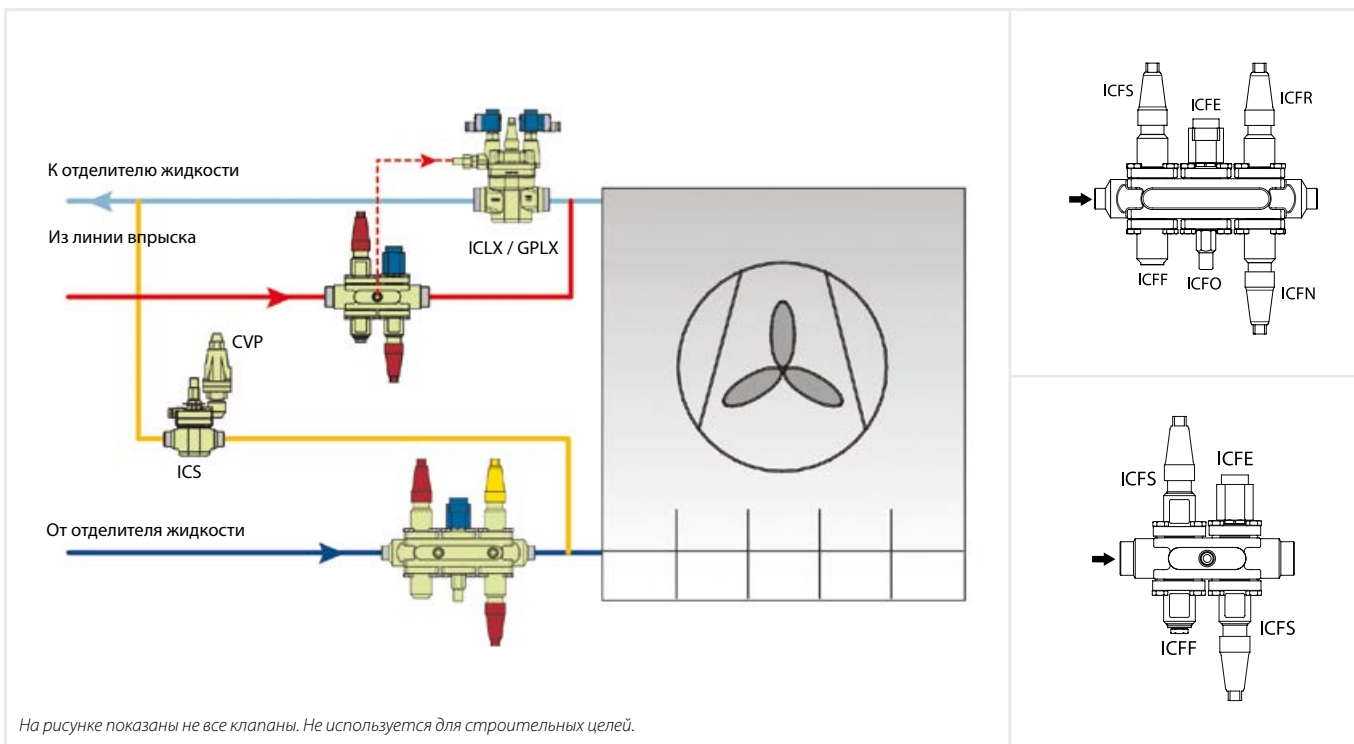 К отделителю жидкости
Из линии впрыска
ICLX / GPLX
CVP
ICS
От отделителя жидкости
На рисунке показаны не все клапаны. Не используется для строительных целей.
ICFS
ICFE
ICFR
ICFF
ICFO
ICFN
ICFS
ICFE
ICFF
ICFS